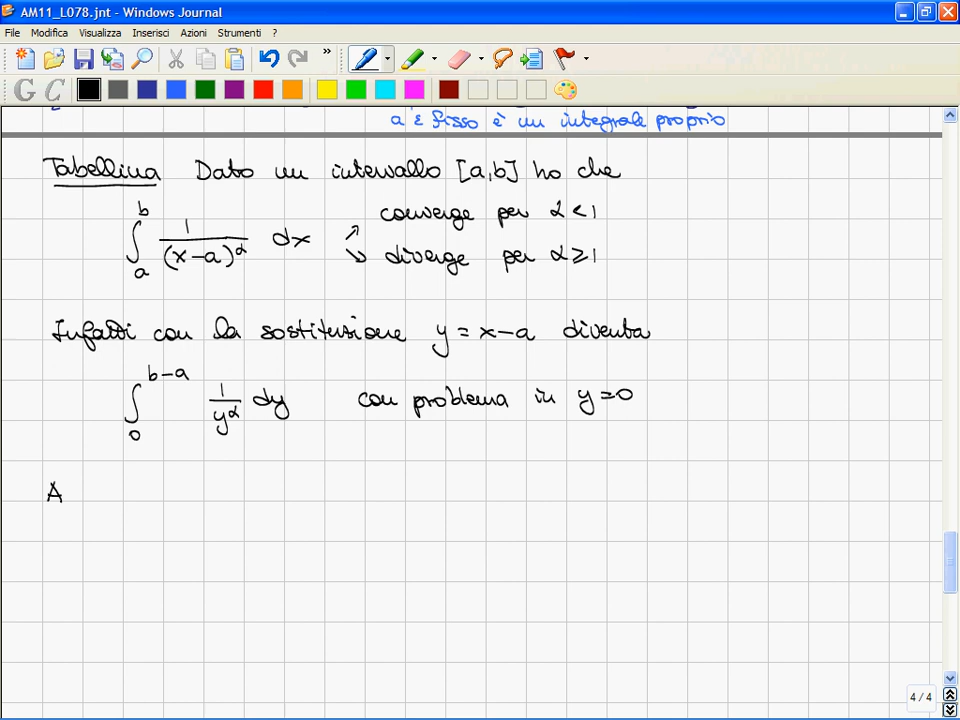 AM11_L078.jnt - Windows Journal
File Modifica Visualizza Inserisci Azioni Strumenti ?
»
G C
a è fisso è un integrale proprio
Tabellina Dato un intervallo [a,b] ho che
∫_a^b 1/(x-a)^α dx ↗ converge per α < 1
↘ diverge per α ≥ 1
Infatti con la sostituzione y = x-a diventa
∫_0^{b-a} 1/y^α dy con problema in y=0
A
4 / 4